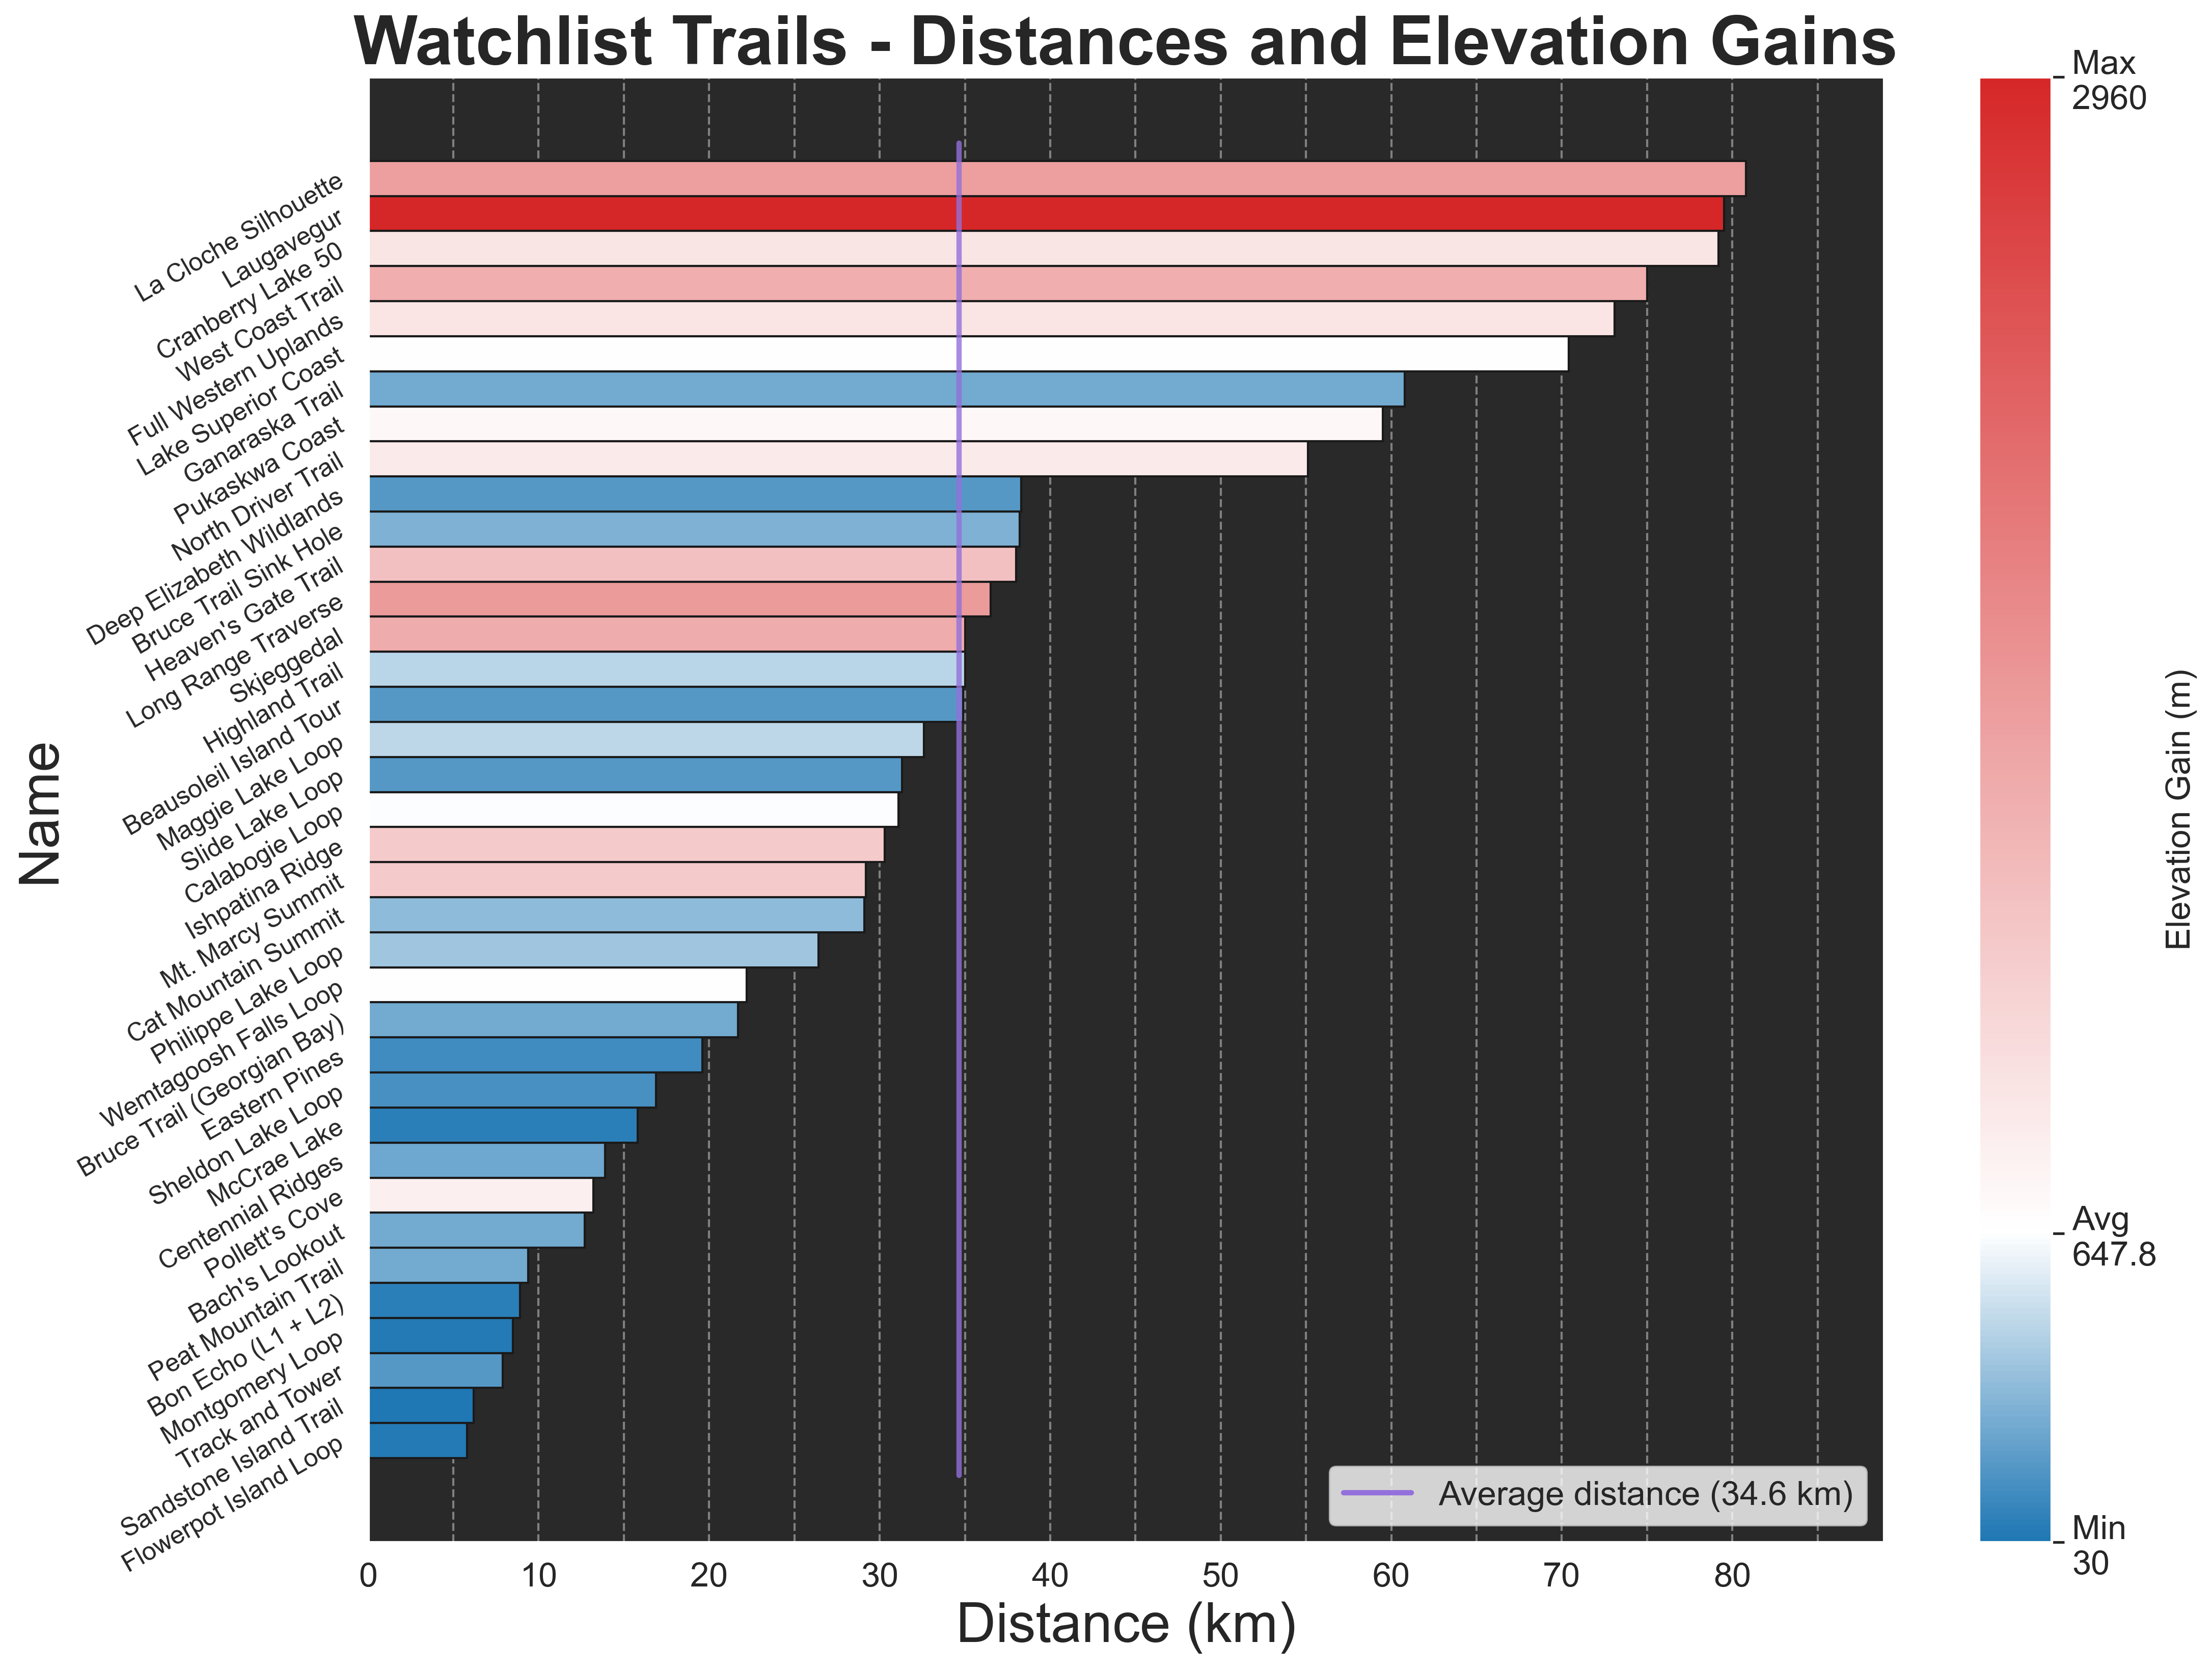 Watchlist Trails - Distances and Elevation Gains
Name
La Cloche Silhouette
Laugavegur
Cranberry Lake 50
West Coast Trail
Full Western Uplands
Lake Superior Coast
Ganaraska Trail
Pukaskwa Coast
North Driver Trail
Deep Elizabeth Wildlands
Bruce Trail Sink Hole
Heaven's Gate Trail
Long Range Traverse
Skjeggedal
Highland Trail
Beausoleil Island Tour
Maggie Lake Loop
Slide Lake Loop
Calabogie Loop
Ishpatina Ridge
Mt. Marcy Summit
Cat Mountain Summit
Philippe Lake Loop
Wemtagoosh Falls Loop
Bruce Trail (Georgian Bay)
Eastern Pines
Sheldon Lake Loop
McCrae Lake
Centennial Ridges
Pollett's Cove
Bach's Lookout
Peat Mountain Trail
Bon Echo (L1 + L2)
Montgomery Loop
Track and Tower
Sandstone Island Trail
Flowerpot Island Loop
0 10 20 30 40 50 60 70 80
Distance (km)
Average distance (34.6 km)
Max
2960
Avg
647.8
Min
30
Elevation Gain (m)